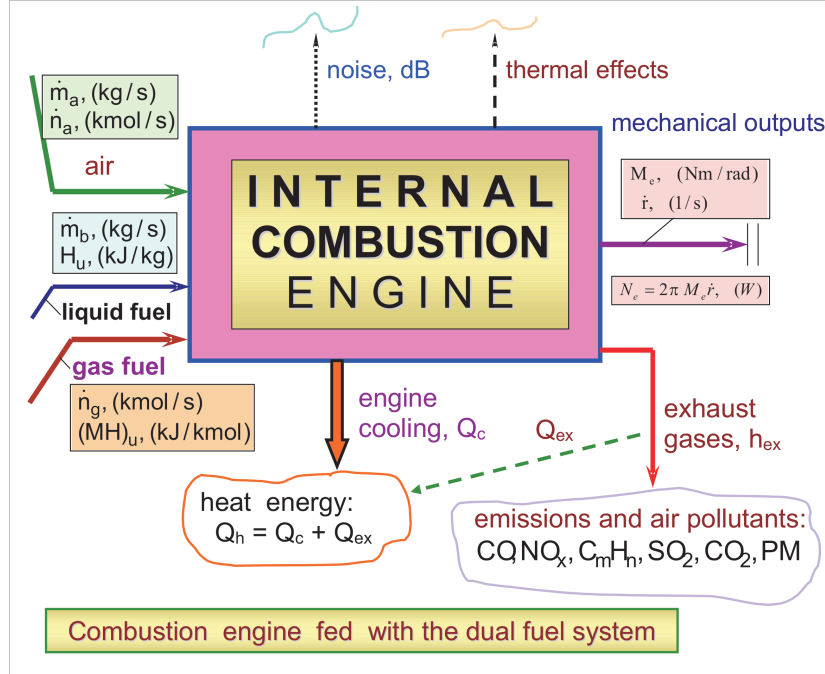 noise, dB
thermal effects
ṁa, (kg/s)
ṅa, (kmol/s)
air
mechanical outputs
Me, (Nm/rad)
ṙ, (1/s)
INTERNAL
COMBUSTION
ENGINE
ṁb, (kg/s)
Hu, (kJ/kg)
liquid fuel
Ne = 2π Meṙ, (W)
gas fuel
ṅg, (kmol/s)
(MH)u, (kJ/kmol)
engine
cooling, Qc
Qex
exhaust
gases, hex
heat energy:
Qh = Qc + Qex
emissions and air pollutants:
CO,NOx, CmHn, SO2, CO2, PM
Combustion engine fed with the dual fuel system